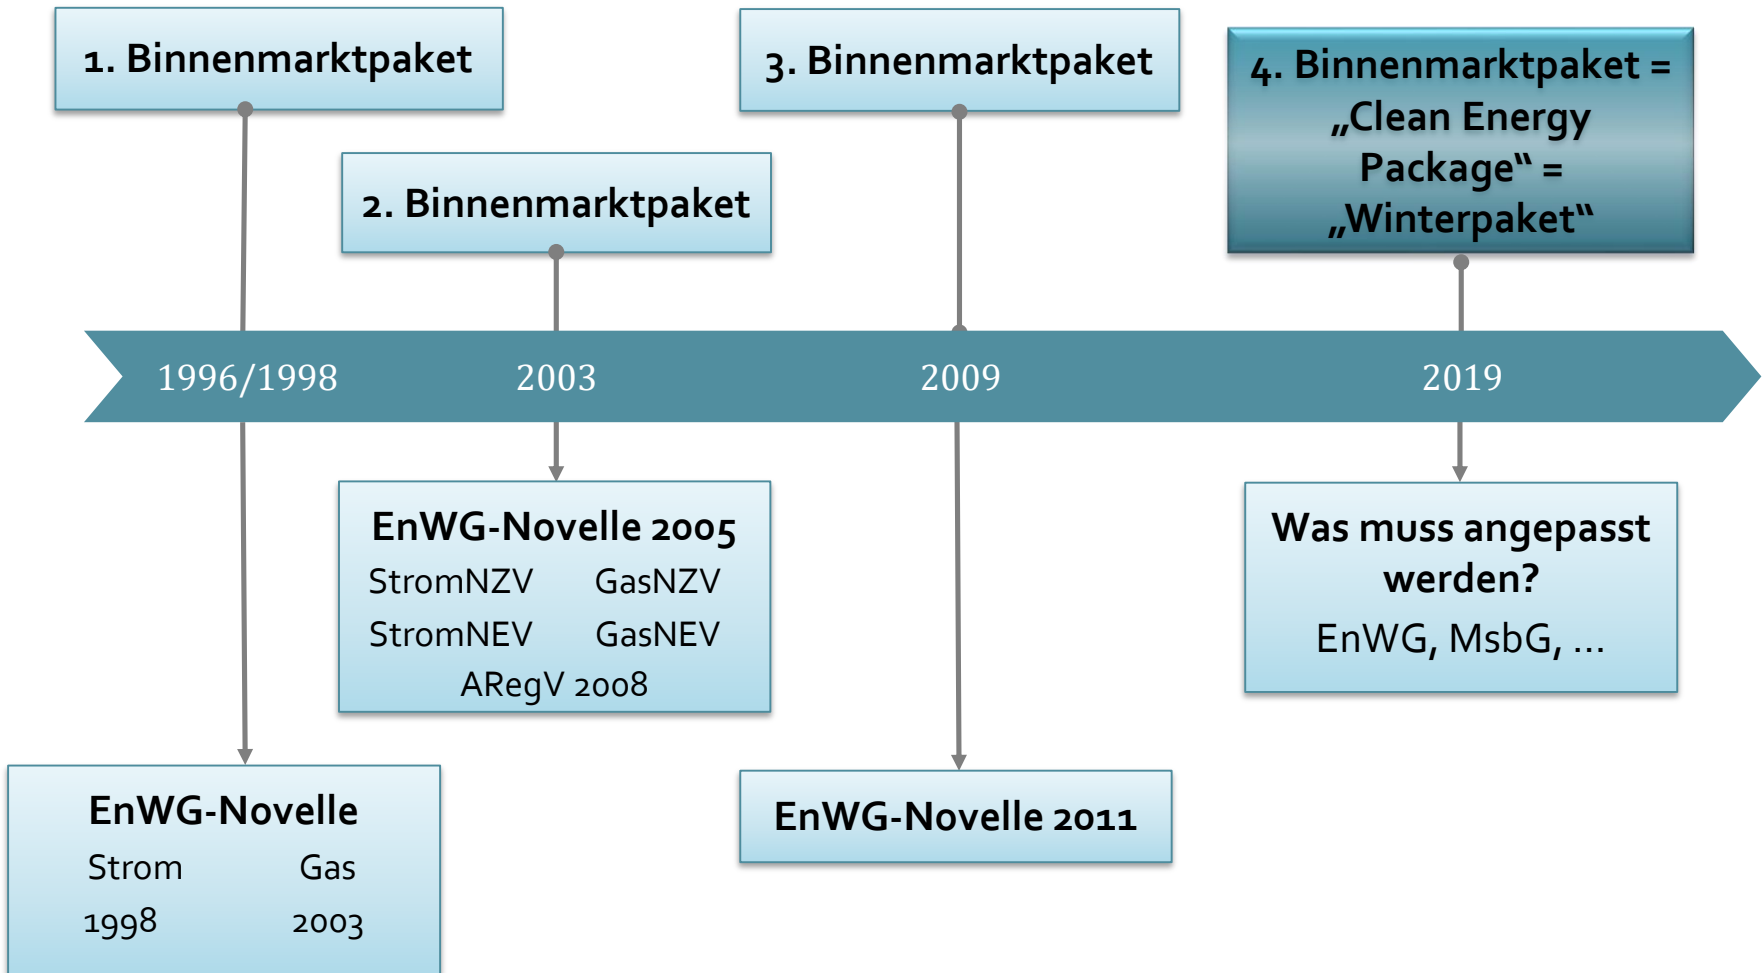 1. Binnenmarktpaket
2. Binnenmarktpaket
3. Binnenmarktpaket
4. Binnenmarktpaket =
„Clean Energy
Package“ =
„Winterpaket“
1996/1998
2003
2009
2019
EnWG-Novelle
Strom Gas
1998 2003
EnWG-Novelle 2005
StromNZV GasNZV
StromNEV GasNEV
ARegV 2008
EnWG-Novelle 2011
Was muss angepasst
werden?
EnWG, MsbG, ...